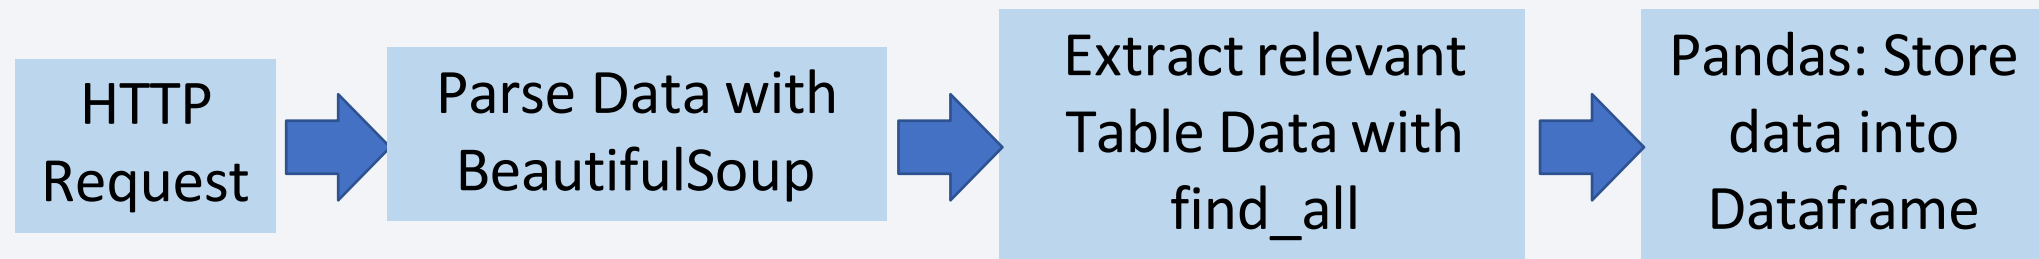 HTTP
Request
Parse Data with
BeautifulSoup
Extract relevant
Table Data with
find_all
Pandas: Store
data into
Dataframe